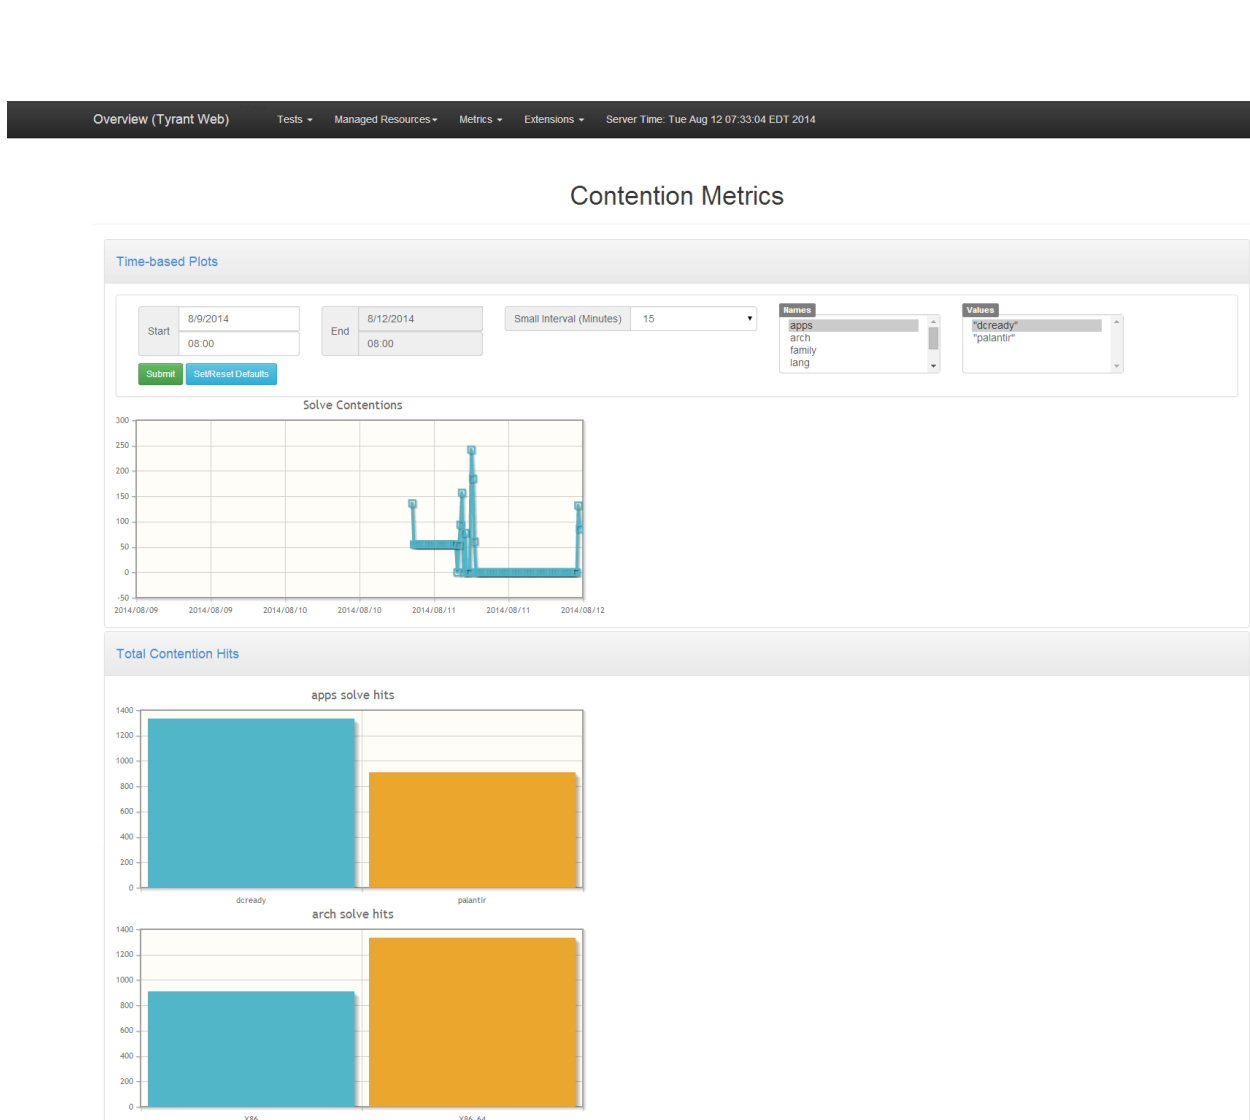 Overview (Tyrant Web) Tests Managed Resources Metrics Extensions Server Time: Tue Aug 12 07:33:04 EDT 2014
Contention Metrics
Time-based Plots
Start 8/9/2014 08:00
End 8/12/2014 08:00
Small Interval (Minutes) 15
Names
apps
arch
family
lang
Values
"dcready"
"palantir"
Submit Set/Reset Defaults
Solve Contentions
300
250
200
150
100
50
0
-50
2014/08/09 2014/08/09 2014/08/10 2014/08/10 2014/08/11 2014/08/11 2014/08/12
Total Contention Hits
apps solve hits
1400
1200
1000
800
600
400
200
0
dcready palantir
arch solve hits
1400
1200
1000
800
600
400
200
0
X86 X86_64